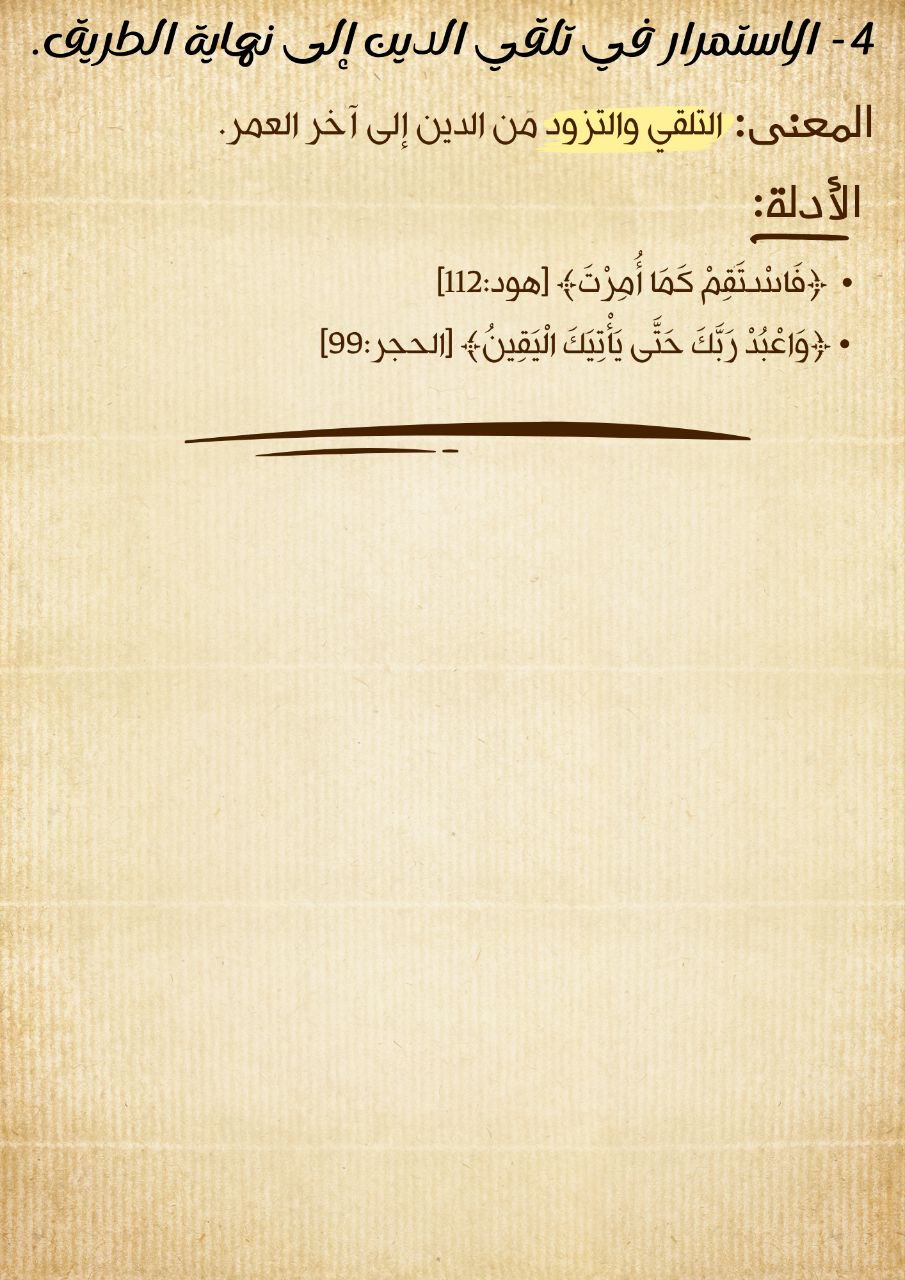 4- الاستمرار في تلقي الدين إلى نهاية الطريق.
المعنى: التلقي والتزود من الدين إلى آخر العمر.
الأدلة:
• ﴿فَاسْتَقِمْ كَمَا أُمِرْتَ﴾ [هود:112]
• ﴿وَاعْبُدْ رَبَّكَ حَتَّى يَأْتِيَكَ الْيَقِينُ﴾ [الحجر:99]